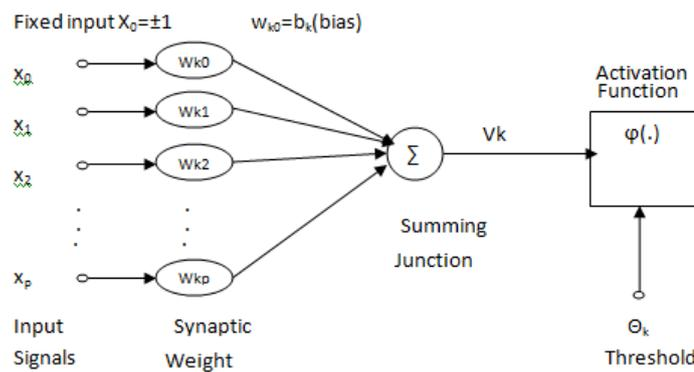 Fixed input X₀=±1
wₖ₀=bₖ(bias)
x₀
Wk0
x₁
Wk1
x₂
Wk2
xₚ
Wkp
Σ
Vk
Activation
Function
φ(.)
Summing
Junction
Input
Signals
Synaptic
Weight
Θₖ
Threshold